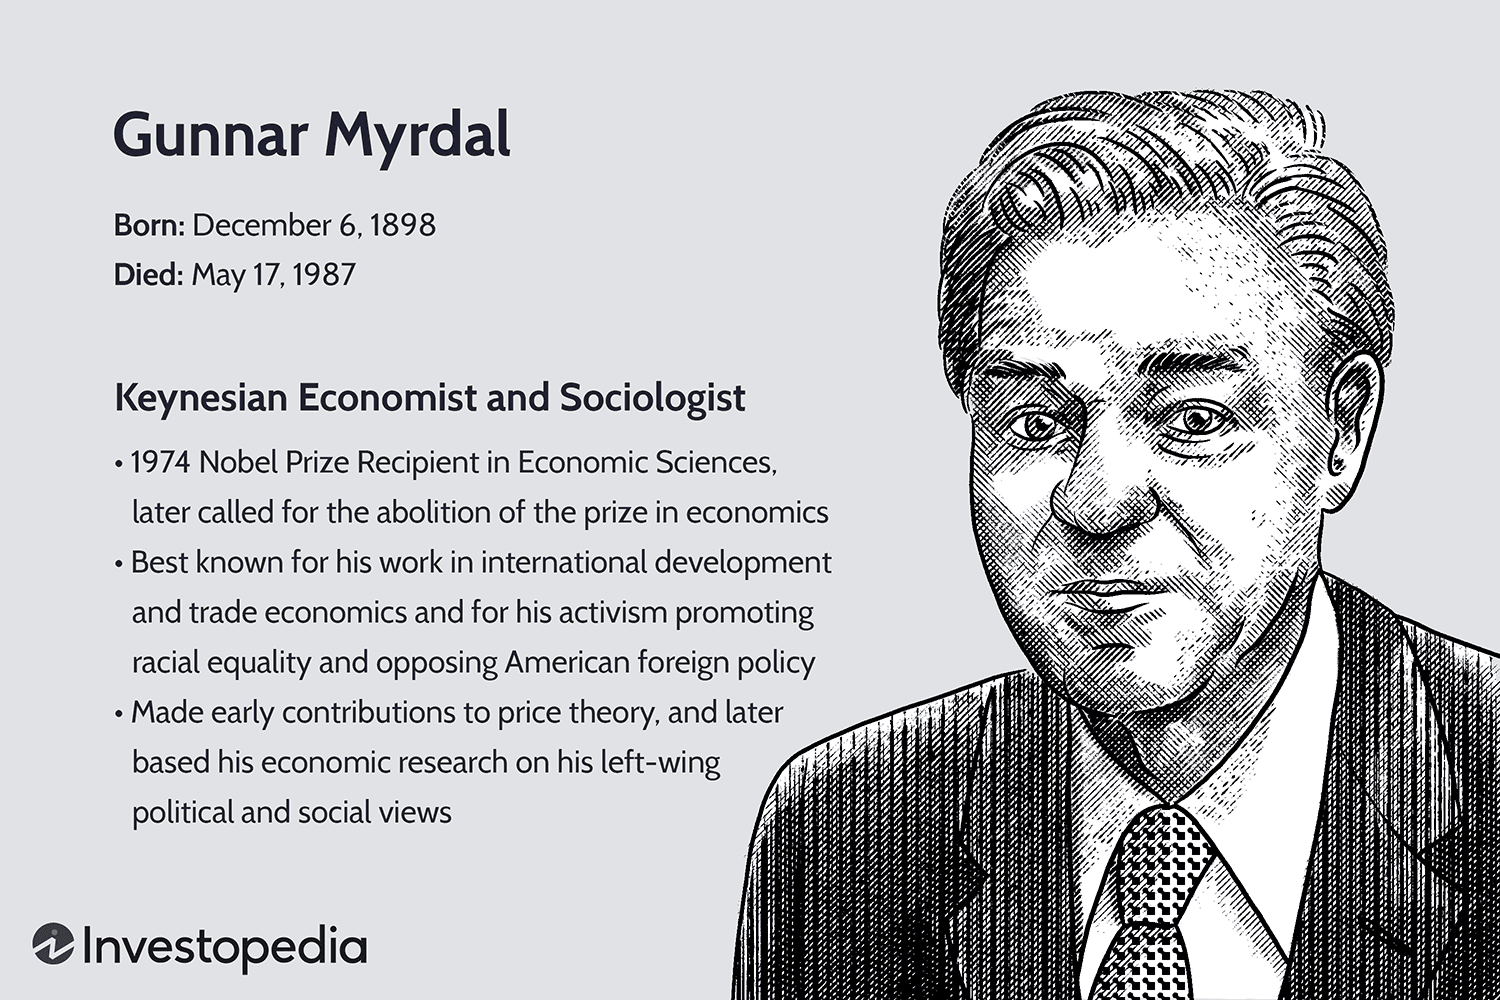 Gunnar Myrdal
Born: December 6, 1898
Died: May 17, 1987
Keynesian Economist and Sociologist
• 1974 Nobel Prize Recipient in Economic Sciences,
later called for the abolition of the prize in economics
• Best known for his work in international development
and trade economics and for his activism promoting
racial equality and opposing American foreign policy
• Made early contributions to price theory, and later
based his economic research on his left-wing
political and social views
Investopedia